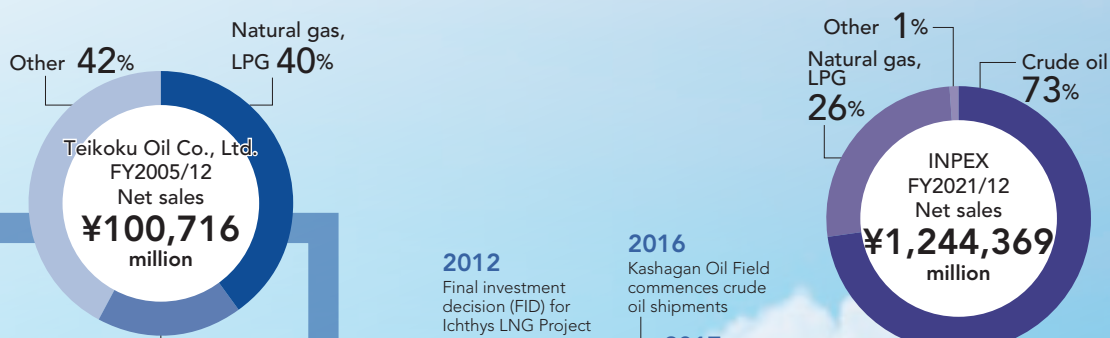 Natural gas,
LPG 40%
Other 42%
Teikoku Oil Co., Ltd.
FY2005/12
Net sales
¥100,716
million
2012
Final investment
decision (FID) for
Ichthys LNG Project
2016
Kashagan Oil Field
commences crude
oil shipments
Other 1%
Natural gas,
LPG
26%
Crude oil
73%
INPEX
FY2021/12
Net sales
¥1,244,369
million